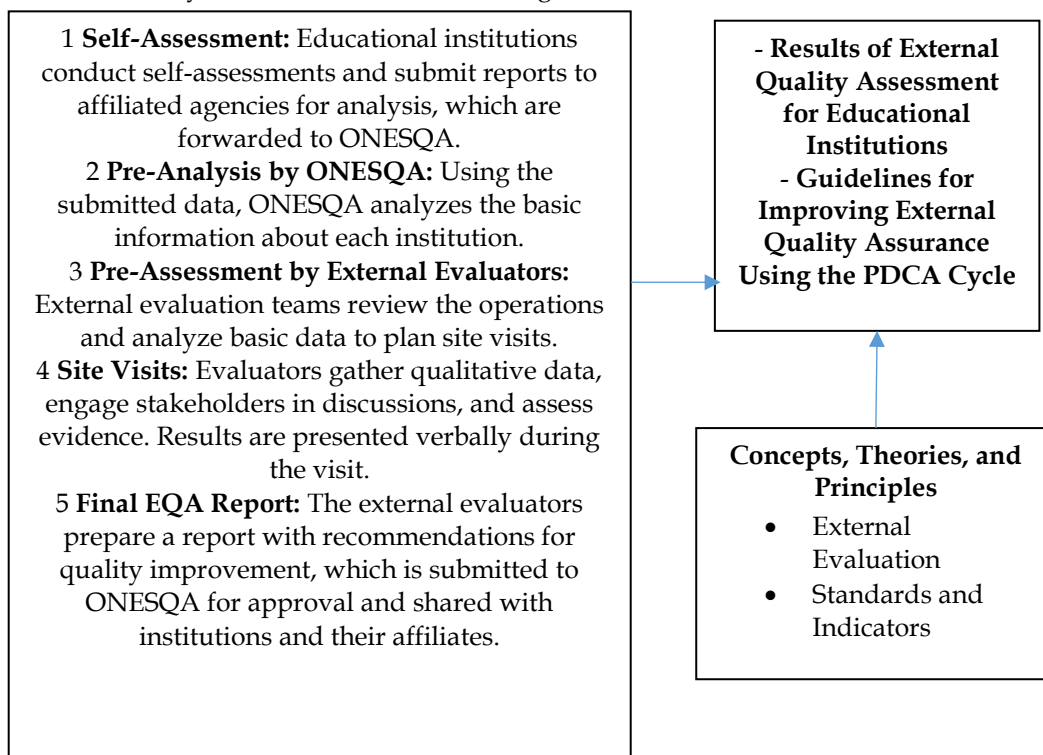 1 Self-Assessment: Educational institutions
conduct self-assessments and submit reports to
affiliated agencies for analysis, which are
forwarded to ONESQA.
2 Pre-Analysis by ONESQA: Using the
submitted data, ONESQA analyzes the basic
information about each institution.
3 Pre-Assessment by External Evaluators:
External evaluation teams review the operations
and analyze basic data to plan site visits.
4 Site Visits: Evaluators gather qualitative data,
engage stakeholders in discussions, and assess
evidence. Results are presented verbally during
the visit.
5 Final EQA Report: The external evaluators
prepare a report with recommendations for
quality improvement, which is submitted to
ONESQA for approval and shared with
institutions and their affiliates.
- Results of External
Quality Assessment
for Educational
Institutions
- Guidelines for
Improving External
Quality Assurance
Using the PDCA Cycle
Concepts, Theories, and
Principles
• External
Evaluation
• Standards and
Indicators